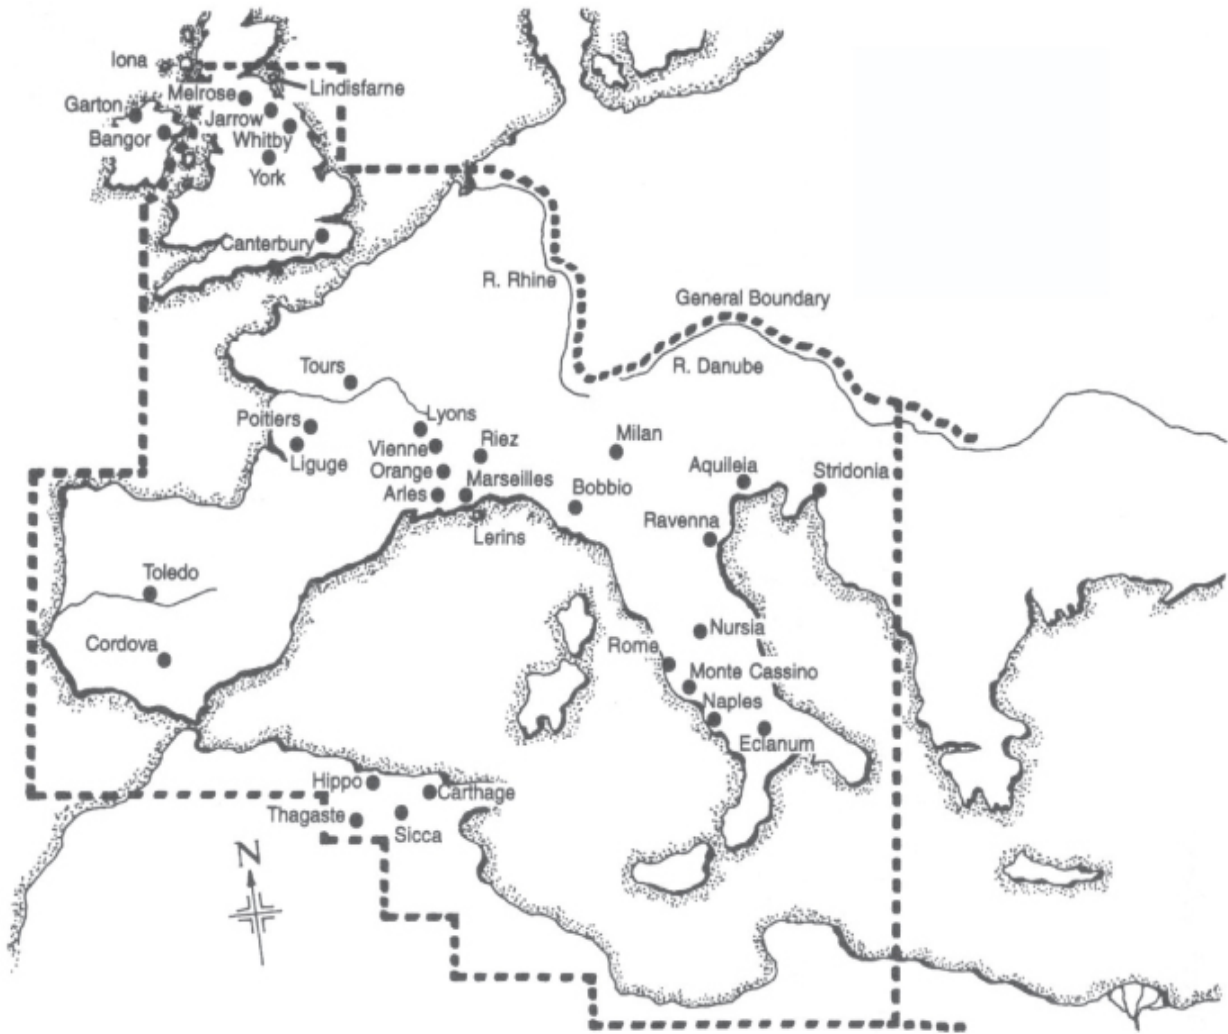 Iona
Melrose
Lindisfarne
Garton
Jarrow
Bangor
Whitby
York
Canterbury
R. Rhine
General Boundary
R. Danube
Tours
Poitiers
Lyons
Liguge
Vienne
Riez
Milan
Orange
Aquileia
Stridonia
Arles
Marseilles
Bobbio
Lerins
Ravenna
Toledo
Cordova
Nursia
Rome
Monte Cassino
Naples
Eclanum
Hippo
Carthage
Thagaste
Sicca
N